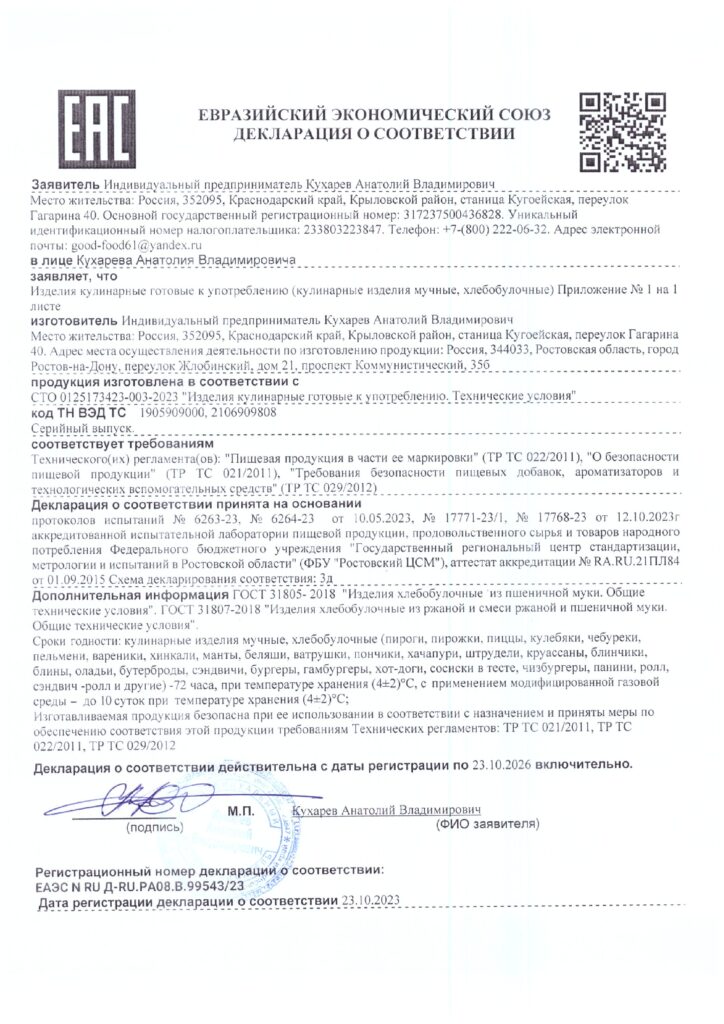 ЕАС
ЕВРАЗИЙСКИЙ ЭКОНОМИЧЕСКИЙ СОЮЗ
ДЕКЛАРАЦИЯ О СООТВЕТСТВИИ
Заявитель Индивидуальный предприниматель Кухарев Анатолий Владимирович
Место жительства: Россия, 352095, Краснодарский край, Крыловской район, станица Кугоейская, переулок
Гагарина 40. Основной государственный регистрационный номер: 317237500436828. Уникальный
идентификационный номер налогоплательщика: 233803223847. Телефон: +7-(800) 222-06-32. Адрес электронной
почты: good-food61@yandex.ru
в лице Кухарева Анатолия Владимировича
заявляет, что
Изделия кулинарные готовые к употреблению (кулинарные изделия мучные, хлебобулочные) Приложение № 1 на 1
листе
изготовитель Индивидуальный предприниматель Кухарев Анатолий Владимирович
Место жительства: Россия, 352095, Краснодарский край, Крыловской район, станица Кугоейская, переулок Гагарина
40. Адрес места осуществления деятельности по изготовлению продукции: Россия, 344033, Ростовская область, город
Ростов-на-Дону, переулок Жлобинский, дом 21, проспект Коммунистический, 35б
продукция изготовлена в соответствии с
СТО 0125173423-003-2023 "Изделия кулинарные готовые к употреблению. Технические условия"
код ТН ВЭД ТС 1905909000, 2106909808
Серийный выпуск.
соответствует требованиям
Технического(их) регламента(ов): "Пищевая продукция в части ее маркировки" (ТР ТС 022/2011), "О безопасности
пищевой продукции" (ТР ТС 021/2011), "Требования безопасности пищевых добавок, ароматизаторов и
технологических вспомогательных средств" (ТР ТС 029/2012)
Декларация о соответствии принята на основании
протоколов испытаний № 6263-23, № 6264-23 от 10.05.2023, № 17771-23/1, № 17768-23 от 12.10.2023г
аккредитованной испытательной лаборатории пищевой продукции, продовольственного сырья и товаров народного
потребления Федерального бюджетного учреждения "Государственный региональный центр стандартизации,
метрологии и испытаний в Ростовской области" (ФБУ "Ростовский ЦСМ"), аттестат аккредитации № RA.RU.21ПЛ84
от 01.09.2015 Схема декларирования соответствия: 3д
Дополнительная информация ГОСТ 31805- 2018 "Изделия хлебобулочные из пшеничной муки. Общие
технические условия". ГОСТ 31807-2018 "Изделия хлебобулочные из ржаной и смеси ржаной и пшеничной муки.
Общие технические условия".
Сроки годности: кулинарные изделия мучные, хлебобулочные (пироги, пирожки, пиццы, кулебяки, чебуреки,
пельмени, вареники, хинкали, манты, беляши, ватрушки, пончики, хачапури, штрудели, круассаны, блинчики,
блины, оладьи, бутерброды, сэндвичи, бургеры, гамбургеры, хот-доги, сосиски в тесте, чизбургеры, панини, ролл,
сэндвич -ролл и другие) -72 часа, при температуре хранения (4±2)°С, с применением модифицированной газовой
среды – до 10 суток при температуре хранения (4±2)°С;
Изготавливаемая продукция безопасна при ее использовании в соответствии с назначением и приняты меры по
обеспечению соответствия этой продукции требованиям Технических регламентов: ТР ТС 021/2011, ТР ТС
022/2011, ТР ТС 029/2012
Декларация о соответствии действительна с даты регистрации по 23.10.2026 включительно.
М.П. Кухарев Анатолий Владимирович
(подпись) (ФИО заявителя)
Регистрационный номер декларации о соответствии:
ЕАЭС N RU Д-RU.РА08.В.99543/23
Дата регистрации декларации о соответствии 23.10.2023